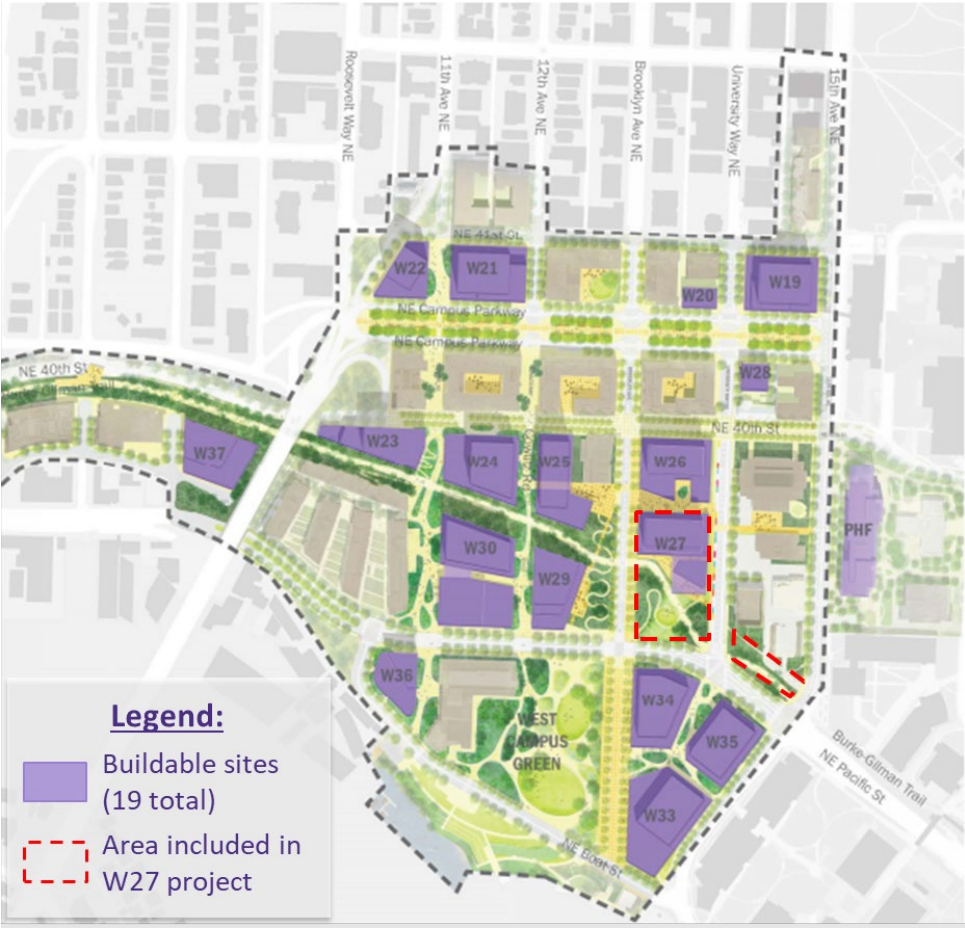 Roosevelt Way NE
11th Ave NE
12th Ave NE
Brooklyn Ave NE
University Way NE
15th Ave NE
NE 41st St.
W22
W21
W20
W19
NE Campus Parkway
NE Campus Parkway
NE 40th St
Gilman Trail
W28
NE 40th St.
W37
W23
W24
W25
W26
PHF
W27
W30
W29
W36
W34
W35
WEST
CAMPUS
GREEN
W33
NE Boat St
Burke-Gilman Trail
NE Pacific St
Legend:
Buildable sites
(19 total)
Area included in
W27 project